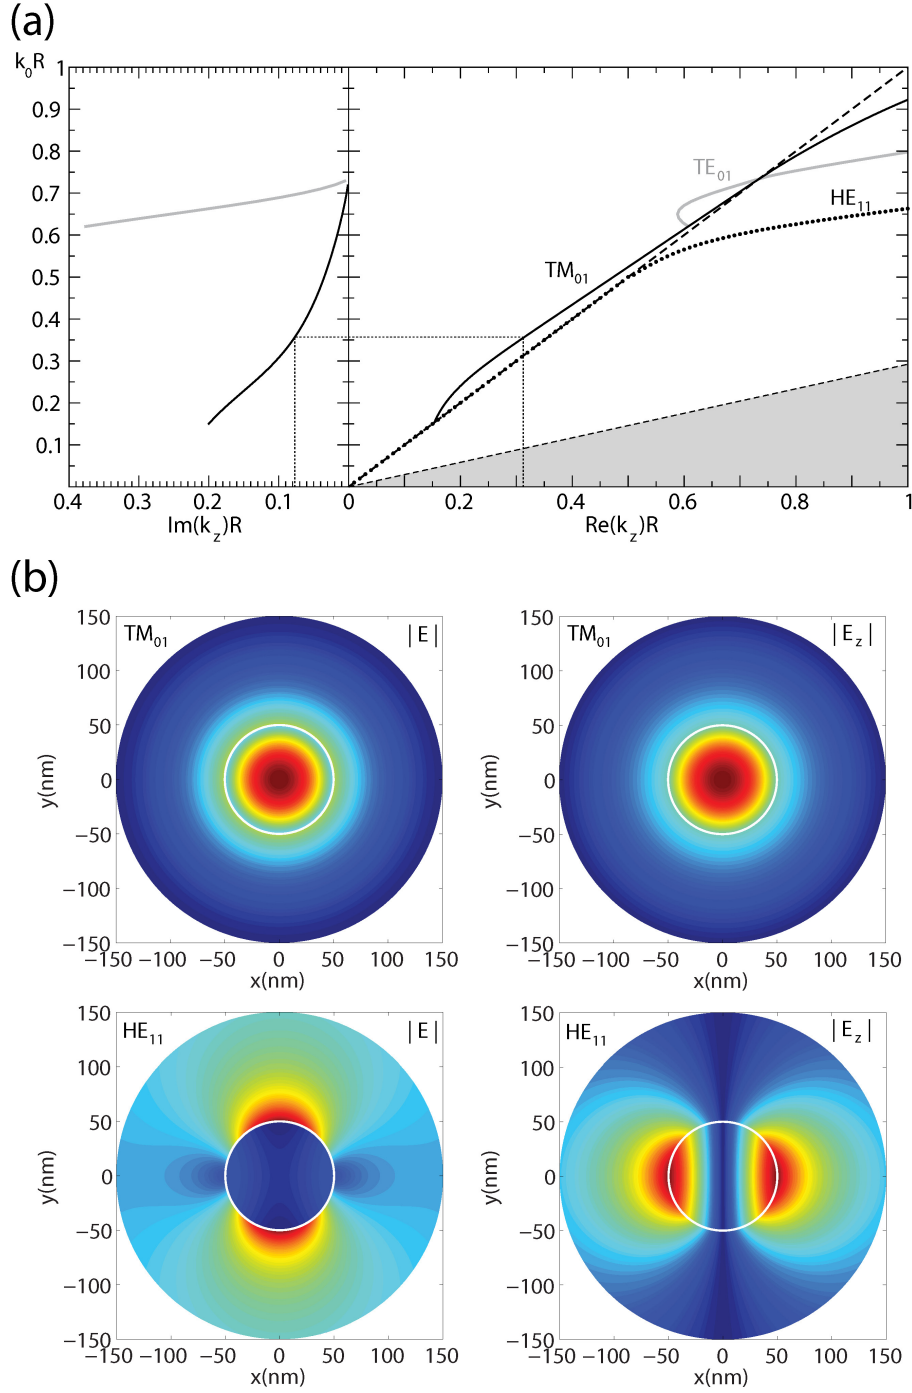 (a)
k0R
1
0.9
0.8
0.7
0.6
0.5
0.4
0.3
0.2
0.1
TE01
HE11
TM01
0.4 0.3 0.2 0.1 0 0.2 0.4 0.6 0.8 1
Im(kz)R Re(kz)R
(b)
TM01 |E|
150
100
50
0
−50
−100
−150
y(nm)
−150 −100 −50 0 50 100 150
x(nm)
TM01 |Ez|
150
100
50
0
−50
−100
−150
y(nm)
−150 −100 −50 0 50 100 150
x(nm)
HE11 |E|
150
100
50
0
−50
−100
−150
y(nm)
−150 −100 −50 0 50 100 150
x(nm)
HE11 |Ez|
150
100
50
0
−50
−100
−150
y(nm)
−150 −100 −50 0 50 100 150
x(nm)